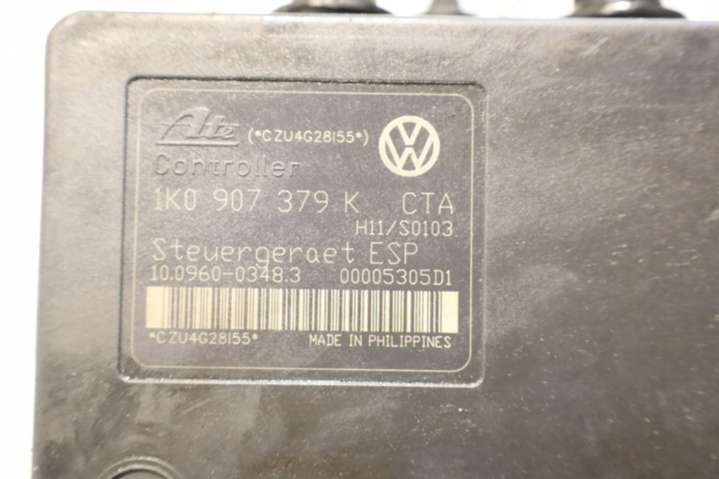 Ate (*CZU4G28155*)
Controller
1K0 907 379 K CTA
H11/S0103
Steuergeraet ESP
10.0960-0348.3 00005305D1
*CZU4G28155* MADE IN PHILIPPINES